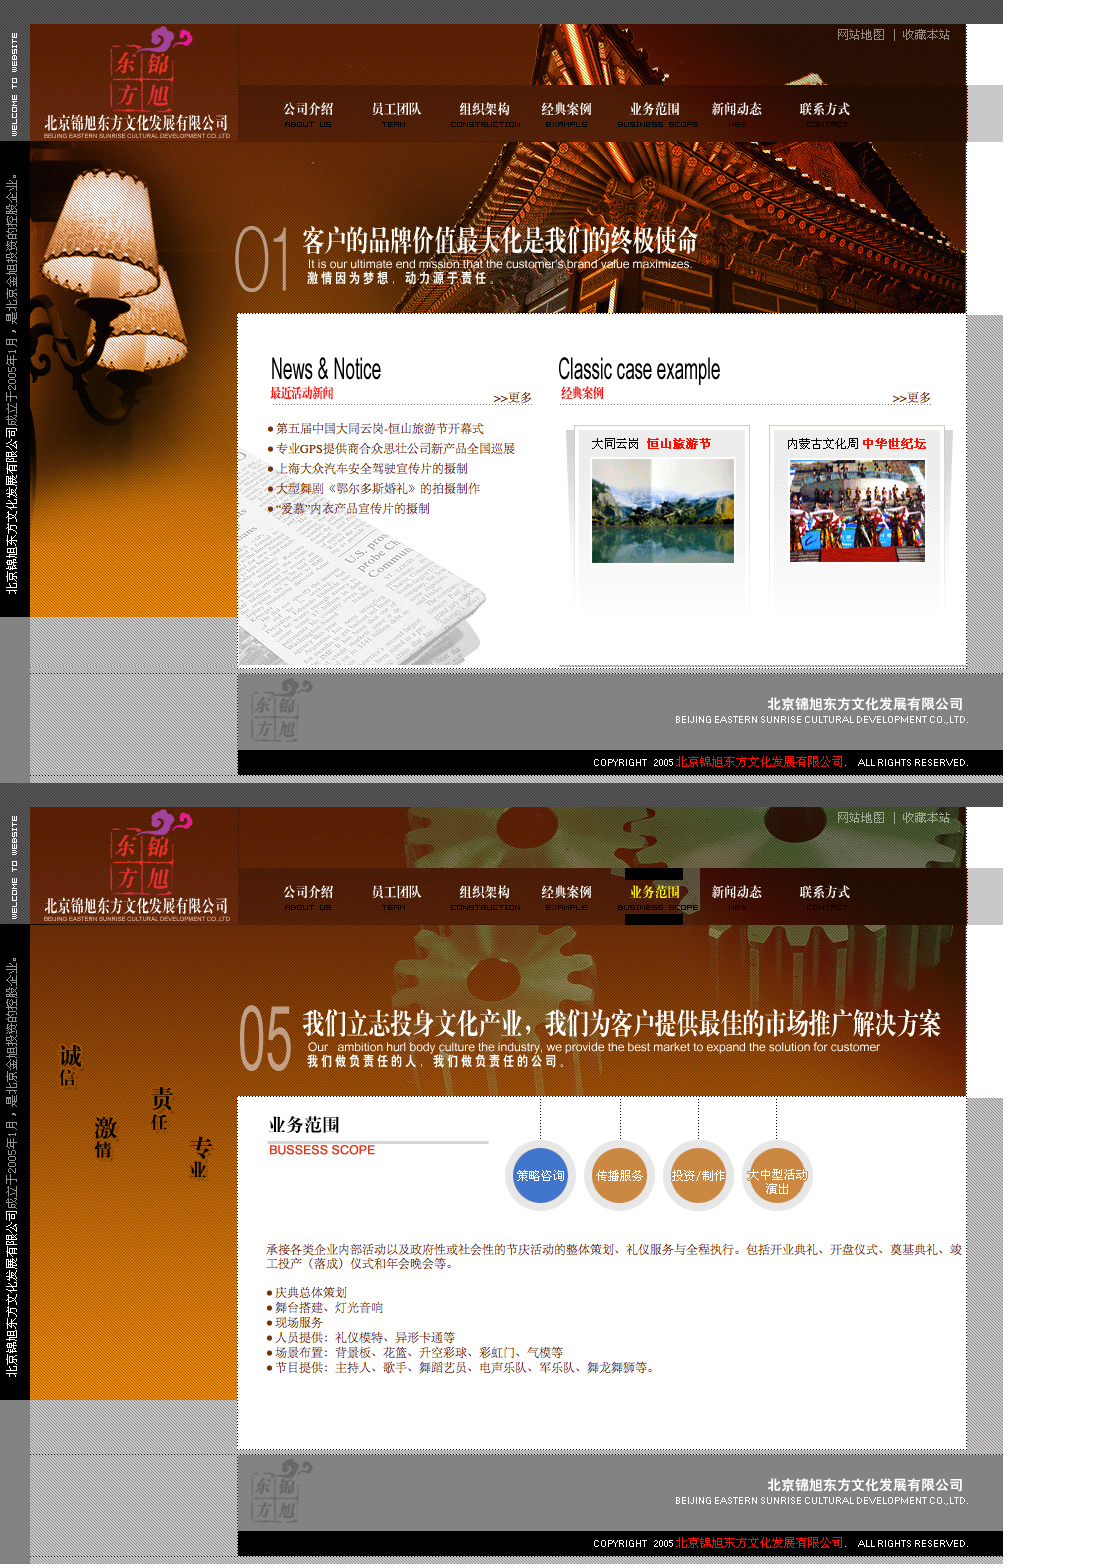 网站地图 | 收藏本站
WELCOME TO WEBSITE
东 锦
方 旭
北京锦旭东方文化发展有限公司
BEIJING EASTERN SUNRISE CULTURAL DEVELOPMENT CO.,LTD
公司介绍 员工团队 组织架构 经典案例 业务范围 新闻动态 联系方式
ABOUT US TEAM CONSTRUCTION EXAMPLE BUSINESS SCOPE NEW CONTACT
北京锦旭东方文化发展有限公司成立于2005年1月，是北京金旭投资的控股企业。
01 客户的品牌价值最大化是我们的终极使命
It is our ultimate end mission that the customer's brand value maximizes.
激情因为梦想．动力源于责任。
News & Notice
最近活动新闻
>>更多
第五届中国大同云岗-恒山旅游节开幕式
专业GPS提供商合众思壮公司新产品全国巡展
上海大众汽车安全驾驶宣传片的摄制
大型舞剧《鄂尔多斯婚礼》的拍摄制作
“爱慕”内衣产品宣传片的摄制
Classic case example
经典案例
>>更多
大同云岗 恒山旅游节
内蒙古文化周 中华世纪坛
东 锦
方 旭
北京锦旭东方文化发展有限公司
BEIJING EASTERN SUNRISE CULTURAL DEVELOPMENT CO.,LTD.
COPYRIGHT 2005 北京锦旭东方文化发展有限公司. ALL RIGHTS RESERVED.
网站地图 | 收藏本站
WELCOME TO WEBSITE
东 锦
方 旭
北京锦旭东方文化发展有限公司
BEIJING EASTERN SUNRISE CULTURAL DEVELOPMENT CO.,LTD
公司介绍 员工团队 组织架构 经典案例 业务范围 新闻动态 联系方式
ABOUT US TEAM CONSTRUCTION EXAMPLE BUSINESS SCOPE NEW CONTACT
北京锦旭东方文化发展有限公司成立于2005年1月，是北京金旭投资的控股企业。
05 我们立志投身文化产业，我们为客户提供最佳的市场推广解决方案
Our ambition hurl body culture the industry, we provide the best market to expand the solution for customer
我们做负责任的人．我们做负责任的公司．
诚信
责任
激情
专业
业务范围
BUSSESS SCOPE
策略咨询
传播服务
投资/制作
大中型活动
演出
承接各类企业内部活动以及政府性或社会性的节庆活动的整体策划、礼仪服务与全程执行。包括开业典礼、开盘仪式、奠基典礼、竣
工投产（落成）仪式和年会晚会等。
庆典总体策划
舞台搭建、灯光音响
现场服务
人员提供：礼仪模特、异形卡通等
场景布置：背景板、花篮、升空彩球、彩虹门、气模等
节目提供：主持人、歌手、舞蹈艺员、电声乐队、军乐队、舞龙舞狮等。
东 锦
方 旭
北京锦旭东方文化发展有限公司
BEIJING EASTERN SUNRISE CULTURAL DEVELOPMENT CO.,LTD.
COPYRIGHT 2005 北京锦旭东方文化发展有限公司. ALL RIGHTS RESERVED.